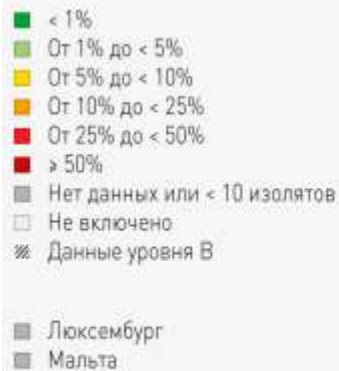 < 1%
От 1% до < 5%
От 5% до < 10%
От 10% до < 25%
От 25% до < 50%
≥ 50%
Нет данных или < 10 изолятов
Не включено
Данные уровня В
Люксембург
Мальта